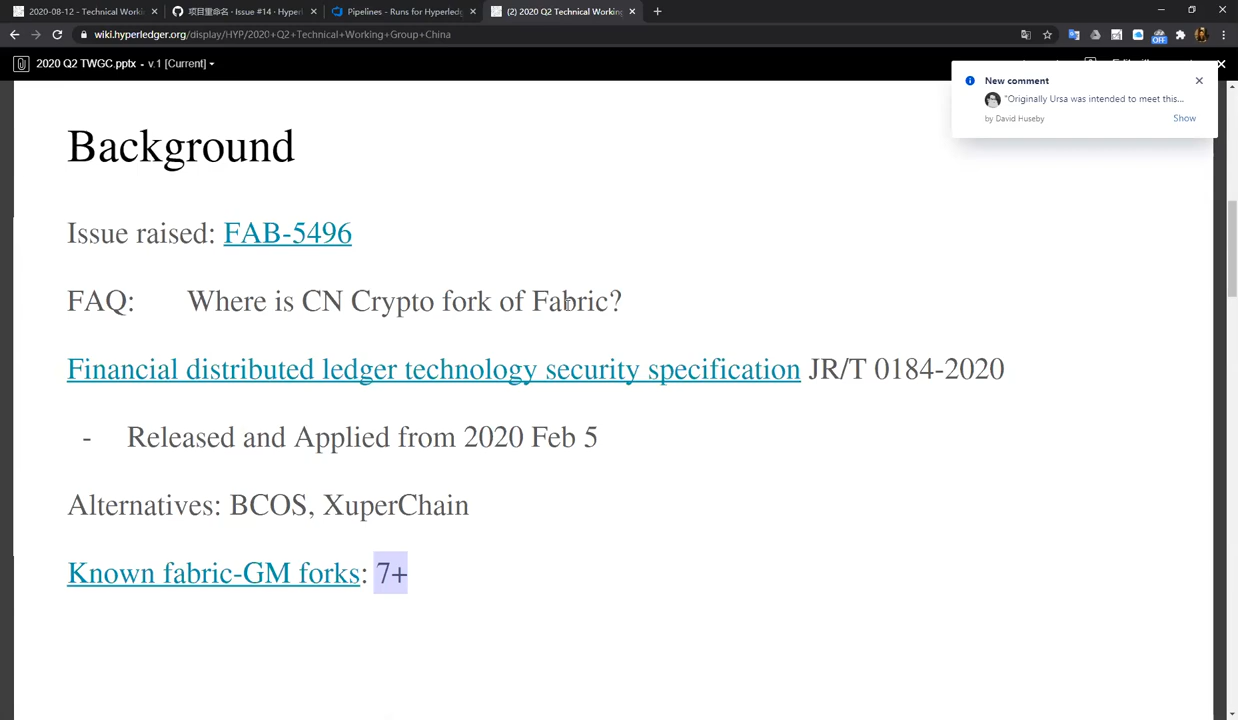 2020-08-12 - Technical Worki
项目重命名 · Issue #14 · Hyperl
Pipelines - Runs for Hyperledg
(2) 2020 Q2 Technical Working
wiki.hyperledger.org/display/HYP/2020+Q2+Technical+Working+Group+China
OFF
2020 Q2 TWGC.pptx - v.1 [Current]
New comment
"Originally Ursa was intended to meet this...
by David Huseby
Show
Background
Issue raised: FAB-5496
FAQ: Where is CN Crypto fork of Fabric?
Financial distributed ledger technology security specification JR/T 0184-2020
- Released and Applied from 2020 Feb 5
Alternatives: BCOS, XuperChain
Known fabric-GM forks: 7+